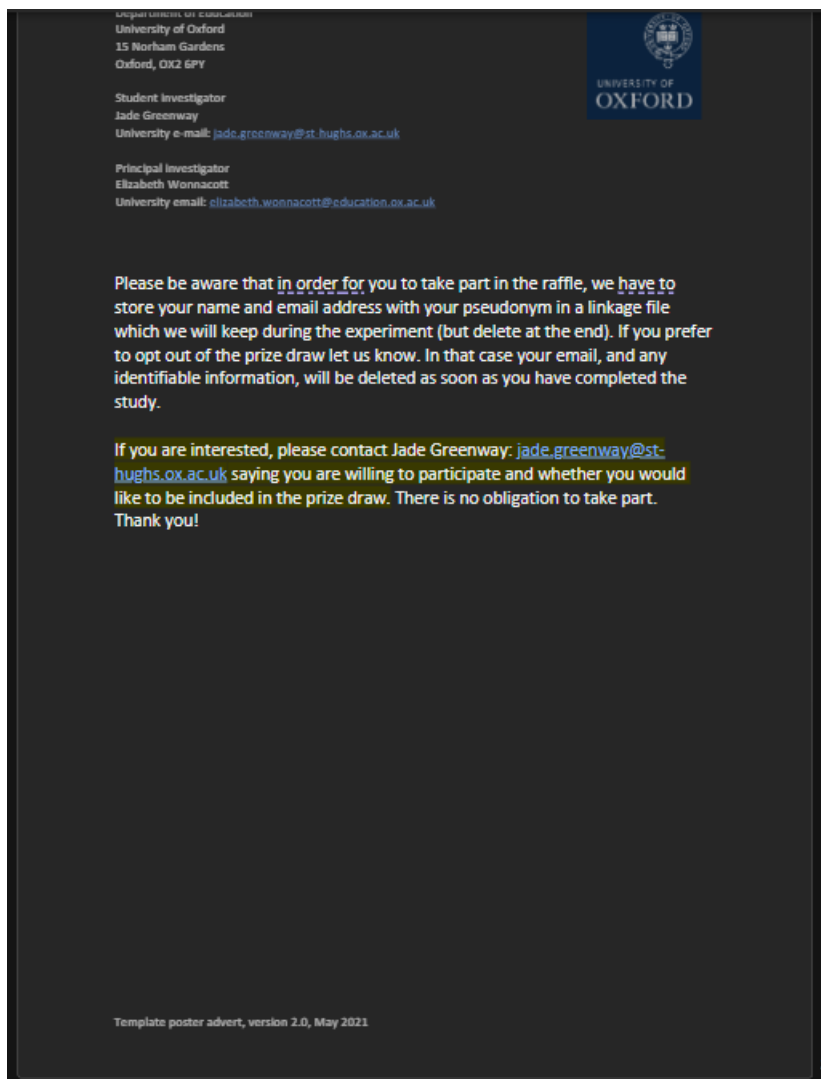 Department of Education
University of Oxford
15 Norham Gardens
Oxford, OX2 6PY
UNIVERSITY OF
OXFORD
Student Investigator
Jade Greenway
University e-mail: jade.greenway@st-hughs.ox.ac.uk
Principal Investigator
Elizabeth Wonnacott
University email: elizabeth.wonnacott@education.ox.ac.uk
Please be aware that in order for you to take part in the raffle, we have to
store your name and email address with your pseudonym in a linkage file
which we will keep during the experiment (but delete at the end). If you prefer
to opt out of the prize draw let us know. In that case your email, and any
identifiable information, will be deleted as soon as you have completed the
study.
If you are interested, please contact Jade Greenway: jade.greenway@st-
hughs.ox.ac.uk saying you are willing to participate and whether you would
like to be included in the prize draw. There is no obligation to take part.
Thank you!
Template poster advert, version 2.0, May 2021